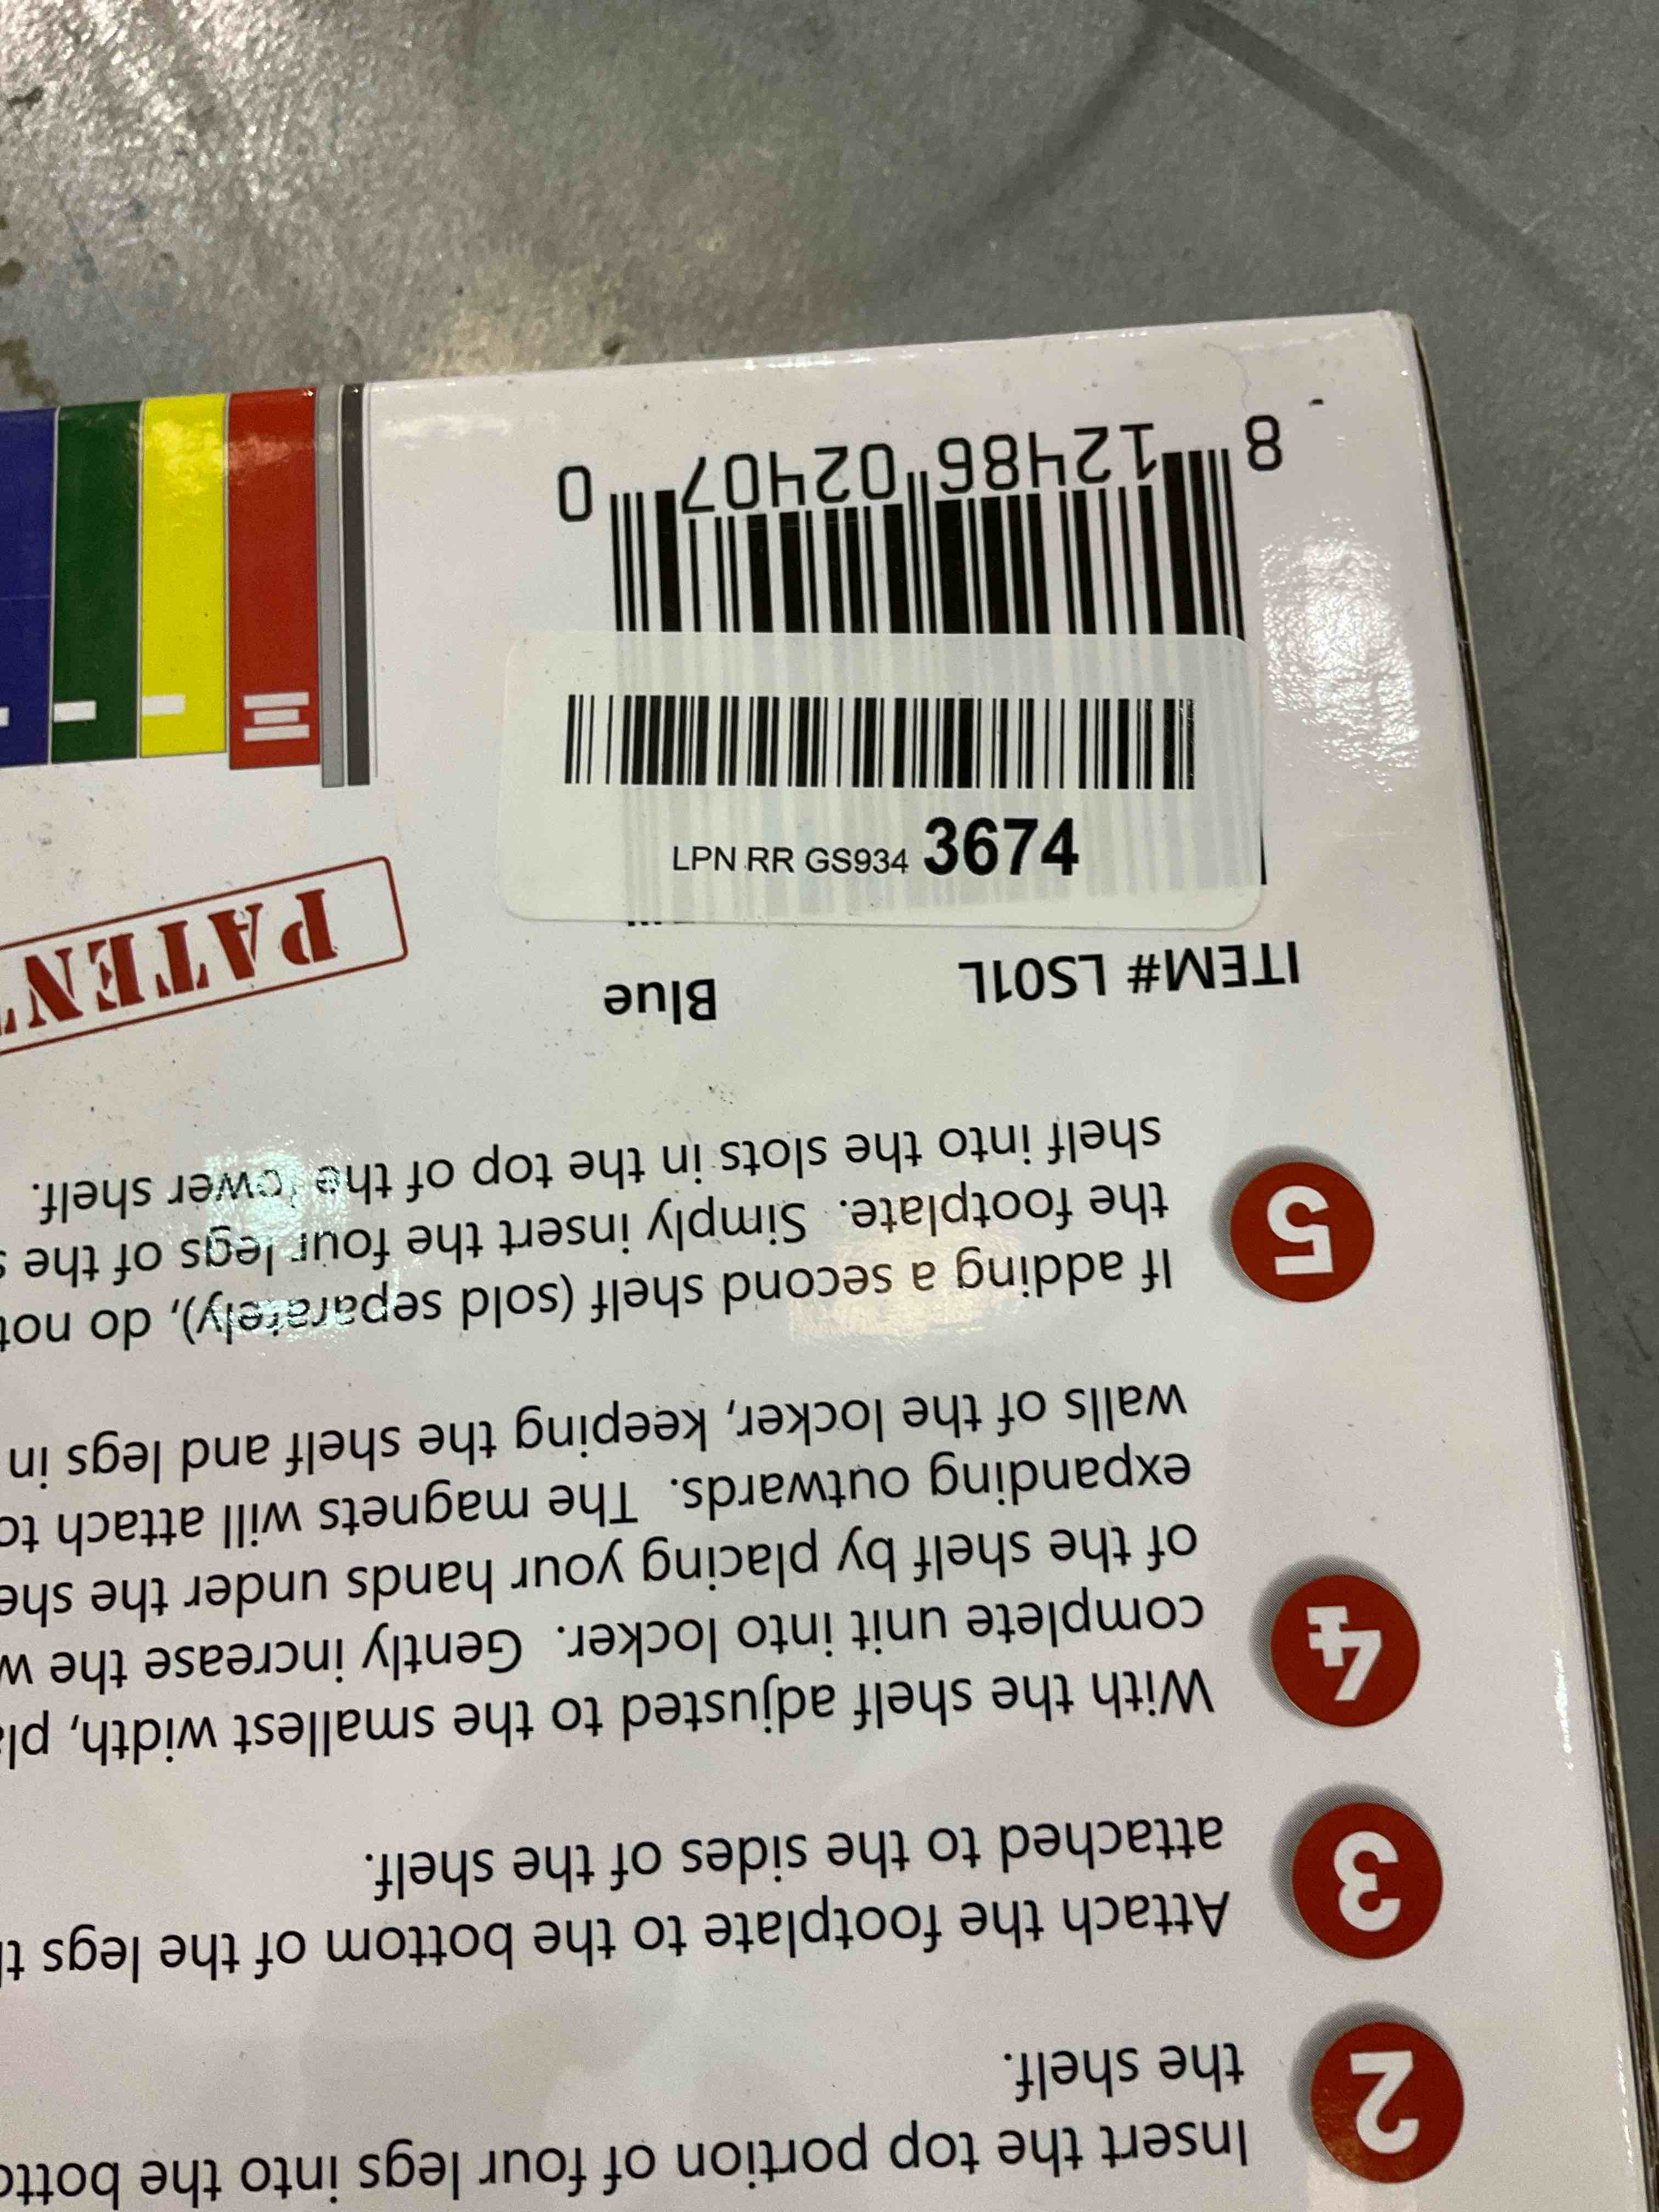 Insert the top portion of four legs into the
the shelf.
2
Attach the footplate to the bottom of the legs
attached to the sides of the shelf.
3
With the shelf adjusted to the smallest width,
complete unit into locker.  Gently increase the
of the shelf by placing your hands under the
expanding outwards.  The magnets will attach to
walls of the locker, keeping the shelf and legs in
4
If adding a second shelf (sold separately), do not
the footplate.  Simply insert the four legs of the
shelf into the slots in the top of the lower shelf.
5
ITEM# LS01L
Blue
LPN RR GS934 3674
8 12486 02407 0